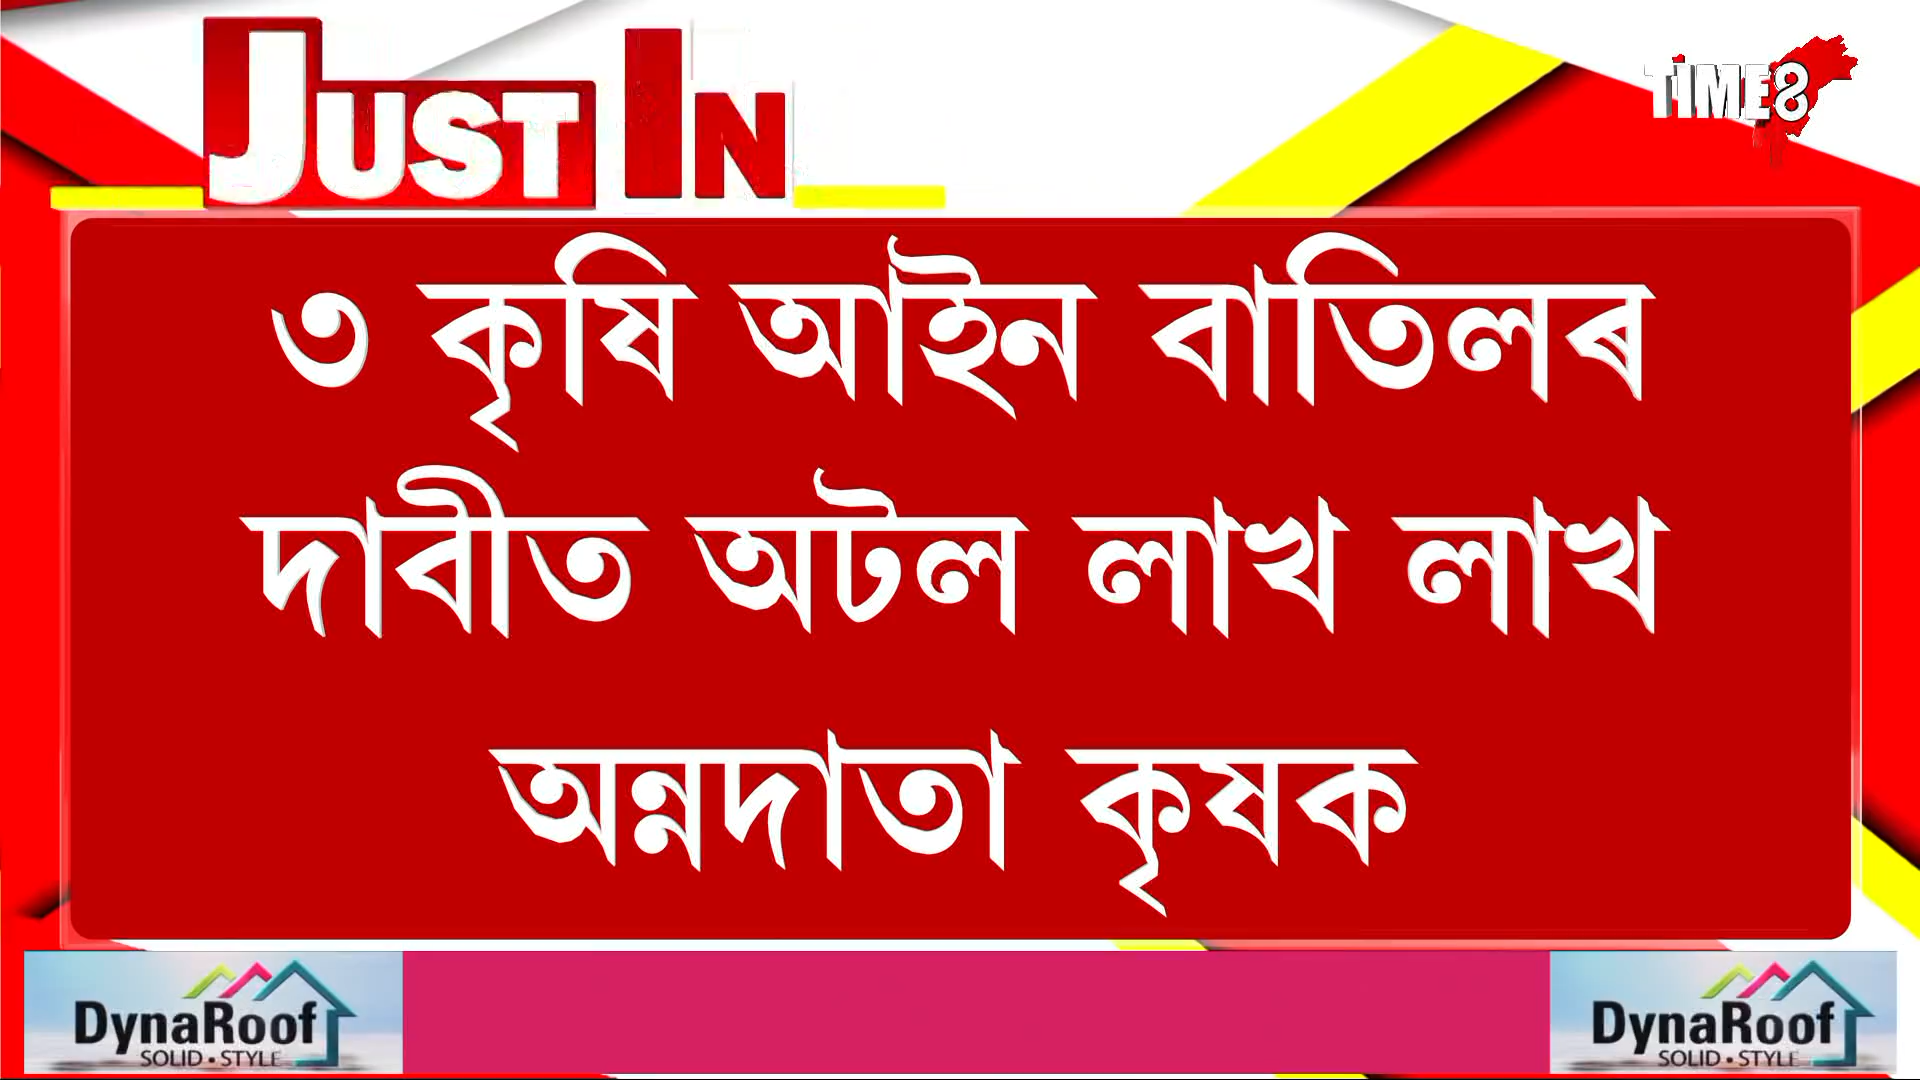 JUST IN
TIME8
৩ কৃষি আইন বাতিলৰ
দাবীত অটল লাখ লাখ
অন্নদাতা কৃষক
DynaRoof
SOLID • STYLE
DynaRoof
SOLID • STYLE